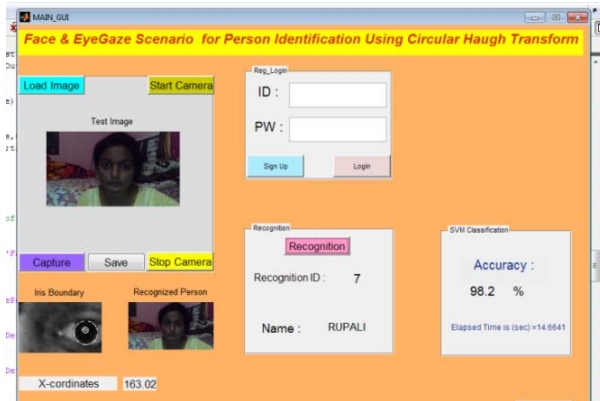 MAIN_GUI
Face & EyeGaze Scenario for Person Identification Using Circular Haugh Transform
Load Image
Start Camera
Test Image
Capture
Save
Stop Camera
Iris Boundary
Recognized Person
X-cordinates
163.02
Reg_Login
ID :
PW :
Sign Up
Login
Recognition
Recognition
Recognition ID :
7
Name :
RUPALI
SVM Classification
Accuracy :
98.2 %
Elapsed Time is (sec) =14.6641